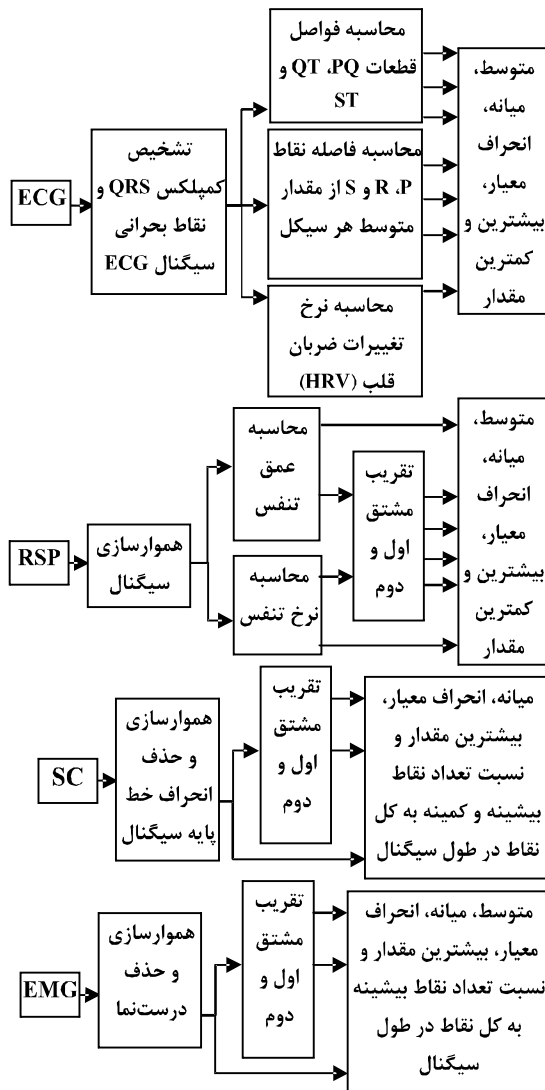 ECG
تشخیص
کمپلکس QRS و
نقاط بحرانی
سیگنال ECG
محاسبه فواصل
قطعات PQ، QT و
ST
محاسبه فاصله نقاط
P، R و S از مقدار
متوسط هر سیکل
محاسبه نرخ
تغییرات ضربان
قلب (HRV)
متوسط،
میانه،
انحراف
معیار،
بیشترین و
کمترین
مقدار
RSP
هموارسازی
سیگنال
محاسبه
عمق
تنفس
محاسبه
نرخ تنفس
تقریب
مشتق
اول و
دوم
متوسط،
میانه،
انحراف
معیار،
بیشترین و
کمترین
مقدار
SC
هموارسازی
و حذف
انحراف خط
پایه سیگنال
تقریب
مشتق
اول و
دوم
میانه، انحراف معیار،
بیشترین مقدار و
نسبت تعداد نقاط
بیشینه و کمینه به کل
نقاط در طول سیگنال
EMG
هموارسازی
و حذف
درست‌نما
تقریب
مشتق
اول و
دوم
متوسط، میانه، انحراف
معیار، بیشترین مقدار و
نسبت تعداد نقاط بیشینه
به کل نقاط در طول
سیگنال